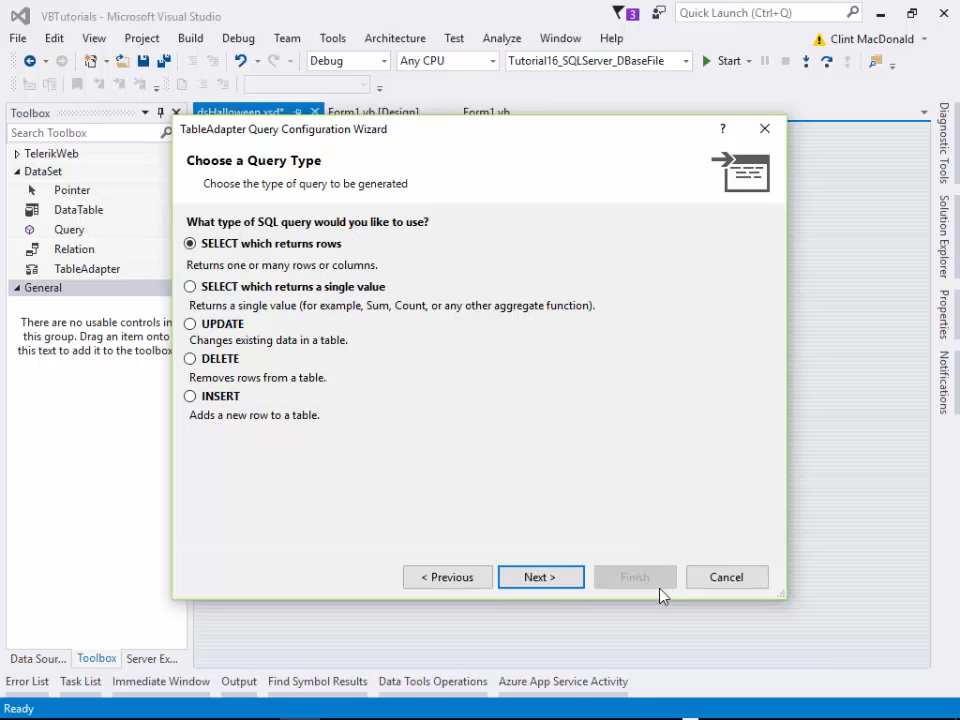 VBTutorials - Microsoft Visual Studio
3
Quick Launch (Ctrl+Q)
File Edit View Project Build Debug Team Tools Architecture Test Analyze Window Help
Clint MacDonald
Debug Any CPU Tutorial16_SQLServer_DBaseFile Start
Toolbox
dsHalloween.xsd* Form1.vb [Design] Form1.vb
Search Toolbox
TelerikWeb
DataSet
Pointer
DataTable
Query
Relation
TableAdapter
General
There are no usable controls in
this group. Drag an item onto
this text to add it to the toolbox
TableAdapter Query Configuration Wizard
?
Choose a Query Type
Choose the type of query to be generated
What type of SQL query would you like to use?
SELECT which returns rows
Returns one or many rows or columns.
SELECT which returns a single value
Returns a single value (for example, Sum, Count, or any other aggregate function).
UPDATE
Changes existing data in a table.
DELETE
Removes rows from a table.
INSERT
Adds a new row to a table.
< Previous Next > Finish Cancel
Diagnostic Tools
Solution Explorer
Properties
Notifications
Data Sour... Toolbox Server Ex...
Error List Task List Immediate Window Output Find Symbol Results Data Tools Operations Azure App Service Activity
Ready